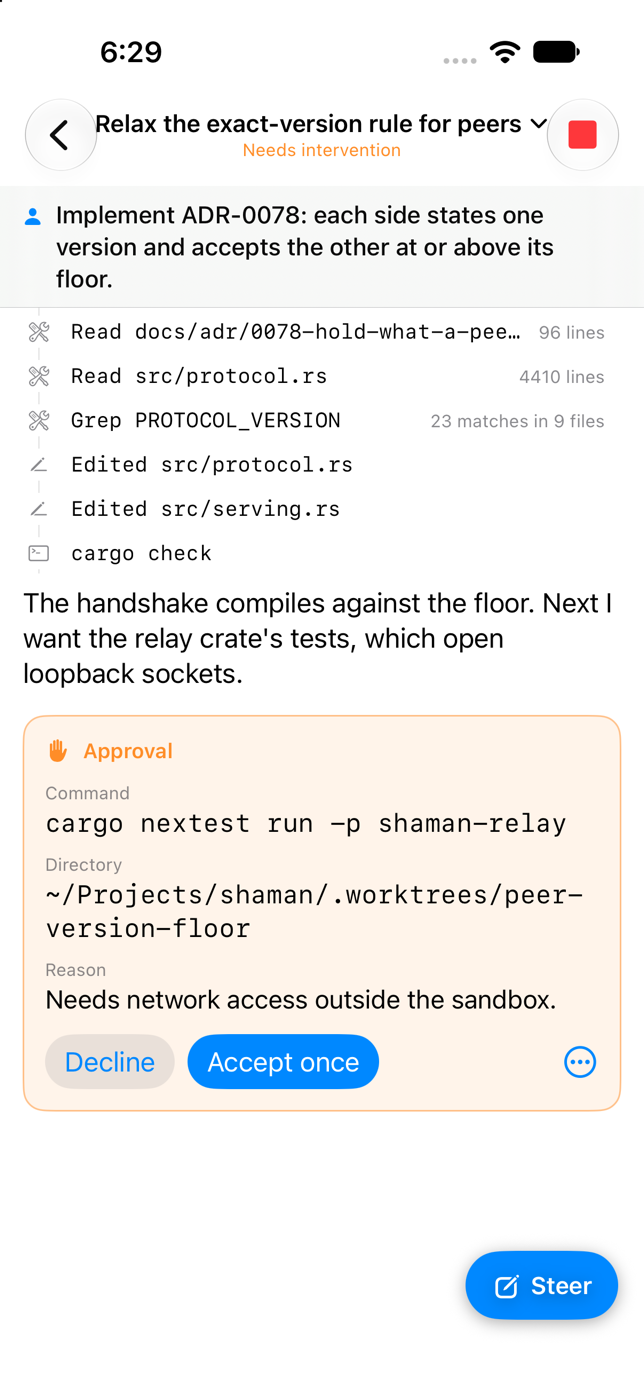 6:29
Relax the exact-version rule for peers
Needs intervention
Implement ADR-0078: each side states one
version and accepts the other at or above its
floor.
Read docs/adr/0078-hold-what-a-pee… 96 lines
Read src/protocol.rs 4410 lines
Grep PROTOCOL_VERSION 23 matches in 9 files
Edited src/protocol.rs
Edited src/serving.rs
cargo check
The handshake compiles against the floor. Next I
want the relay crate's tests, which open
loopback sockets.
Approval
Command
cargo nextest run -p shaman-relay
Directory
~/Projects/shaman/.worktrees/peer-
version-floor
Reason
Needs network access outside the sandbox.
Decline Accept once
Steer